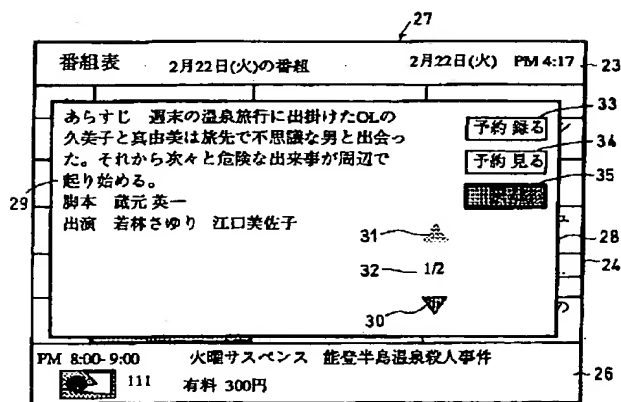 27
番組表 2月22日(火)の番組 2月22日(火) PM 4:17
23
あらすじ 週末の温泉旅行に出掛けたOLの
久美子と真由美は旅先で不思議な男と出会っ
た。それから次々と危険な出来事が周辺で
起り始める。
脚本 蔵元 英一
出演 若林さゆり 江口美佐子
29
33
予約 録る
34
予約 見る
35
31
32
1/2
30
28
24
の
PM 8:00-9:00 火曜サスペンス 能登半島温泉殺人事件
111 有料 300円
26